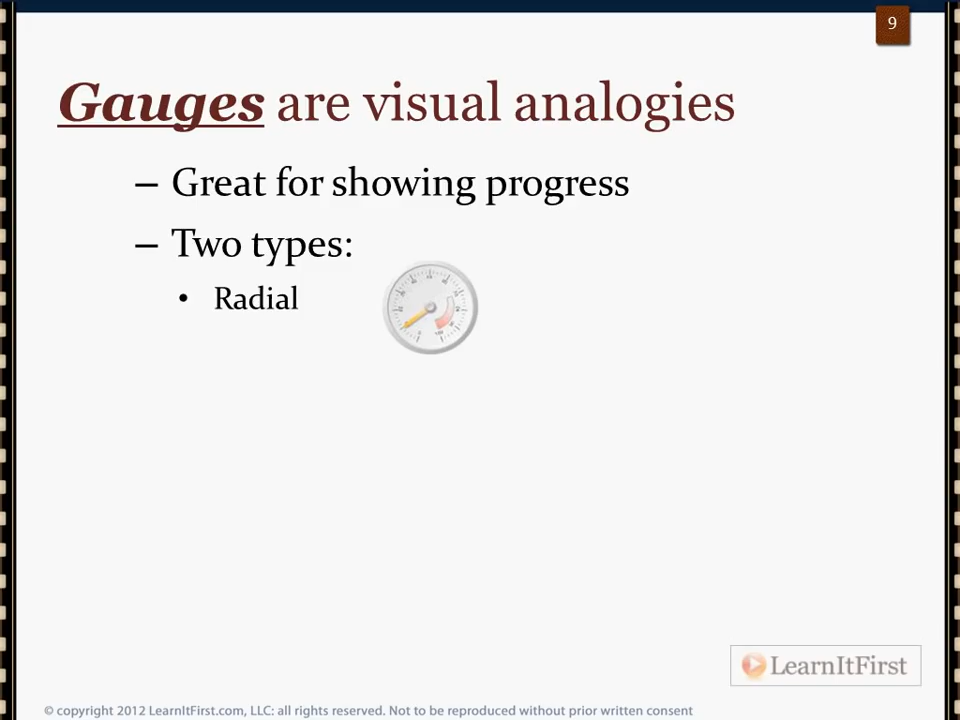 9
Gauges are visual analogies
– Great for showing progress
– Two types:
• Radial
LearnItFirst
© copyright 2012 LearnItFirst.com, LLC: all rights reserved. Not to be reproduced without prior written consent